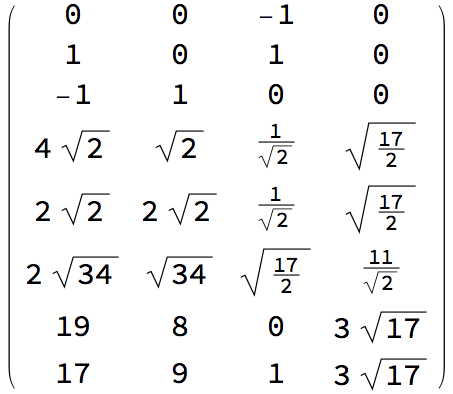 0 0 -1 0
1 0 1 0
-1 1 0 0
4 √2 √2 1/√2 √(17/2)
2 √2 2 √2 1/√2 √(17/2)
2 √34 √34 √(17/2) 11/√2
19 8 0 3 √17
17 9 1 3 √17